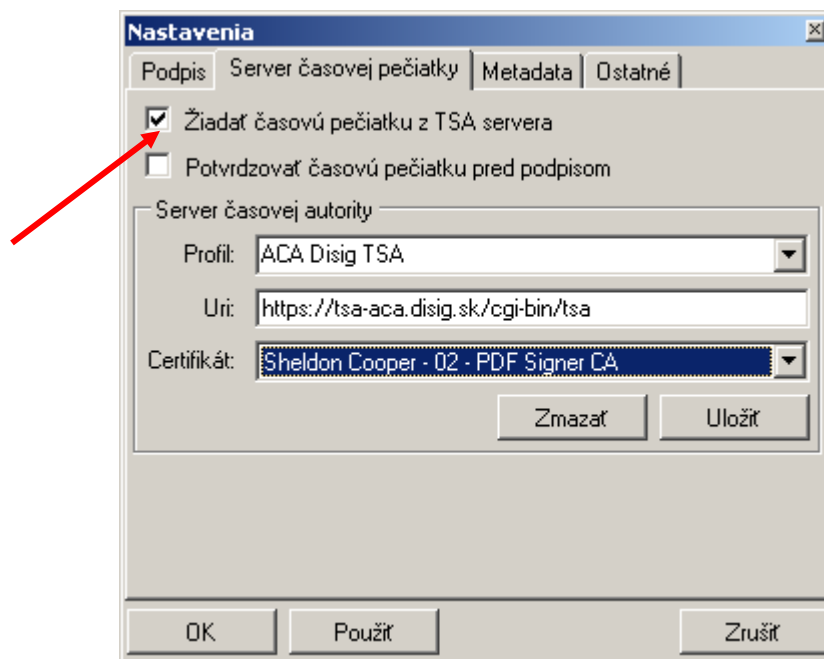 Nastavenia
Podpis Server časovej pečiatky Metadata Ostatné
Žiadať časovú pečiatku z TSA servera
Potvrdzovať časovú pečiatku pred podpisom
Server časovej autority
Profil: ACA Disig TSA
Uri: https://tsa-aca.disig.sk/cgi-bin/tsa
Certifikát: Sheldon Cooper - 02 - PDF Signer CA
Zmazať Uložiť
OK Použiť Zrušiť